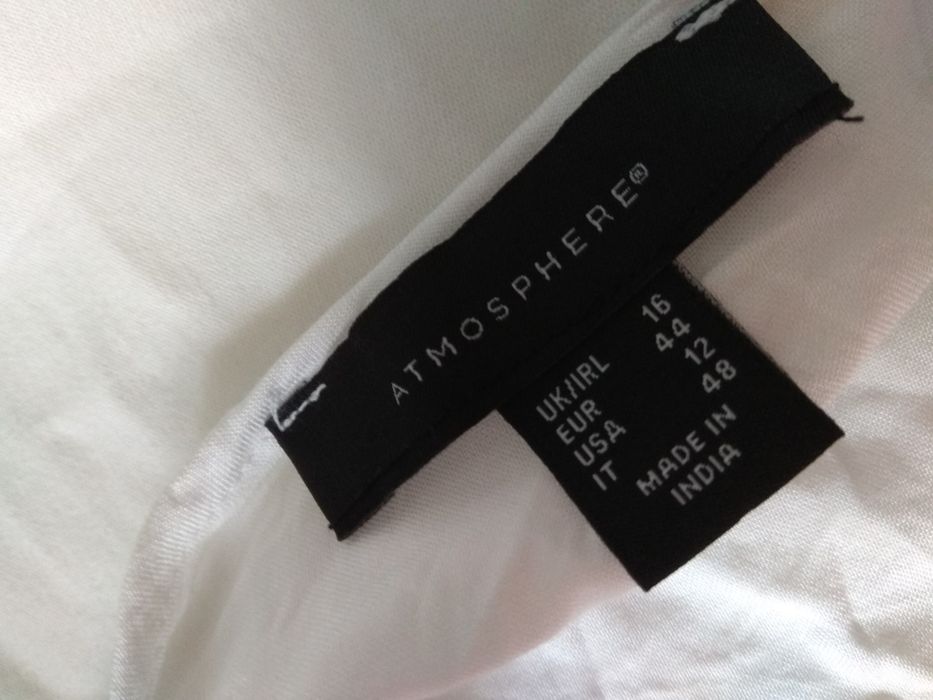 ATMOSPHERE®
UK/IRL 16
EUR 44
USA 12
IT 48
MADE IN
INDIA